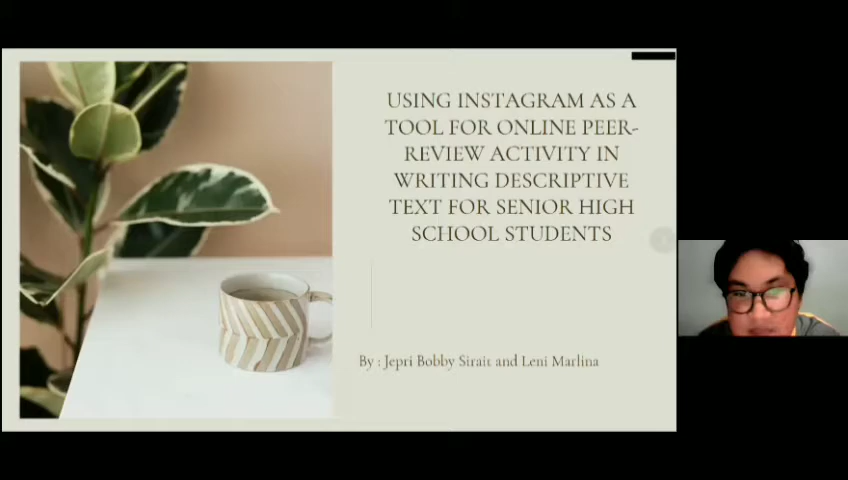 USING INSTAGRAM AS A
TOOL FOR ONLINE PEER-
REVIEW ACTIVITY IN
WRITING DESCRIPTIVE
TEXT FOR SENIOR HIGH
SCHOOL STUDENTS
By : Jepri Bobby Sirait and Leni Marlina